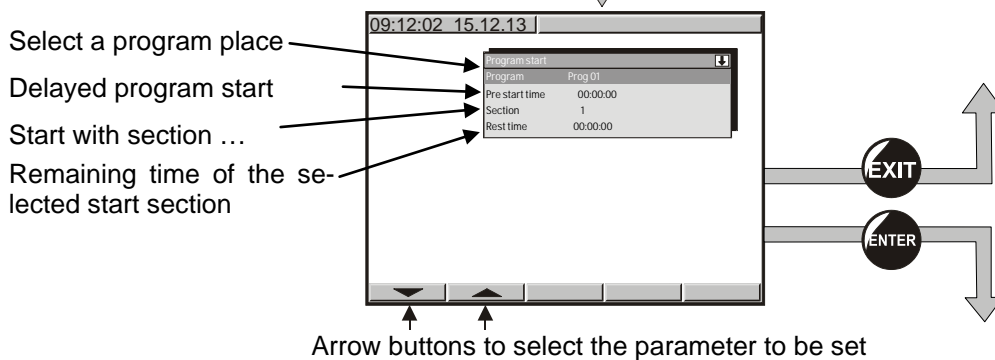 09:12:02 15.12.13
Select a program place
Delayed program start
Start with section …
Remaining time of the se-
lected start section
Program start
Program Prog 01
Pre start time 00:00:00
Section 1
Rest time 00:00:00
EXIT
ENTER
Arrow buttons to select the parameter to be set